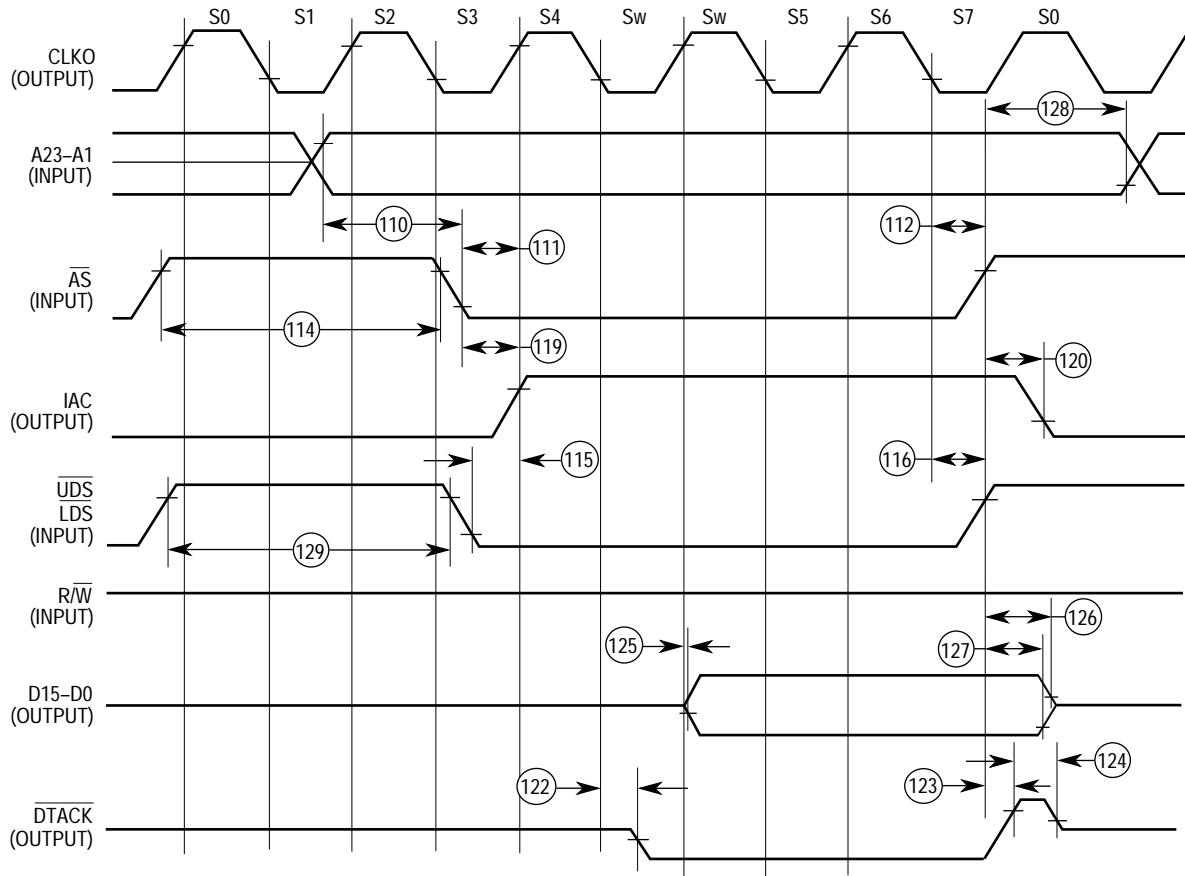 S0 S1 S2 S3 S4 Sw Sw S5 S6 S7 S0
CLKO
(OUTPUT)
128
A23–A1
(INPUT)
110
111
112
AS
(INPUT)
114
119
120
IAC
(OUTPUT)
115
116
UDS
LDS
(INPUT)
129
R/W
(INPUT)
126
125
127
D15–D0
(OUTPUT)
124
122
123
DTACK
(OUTPUT)